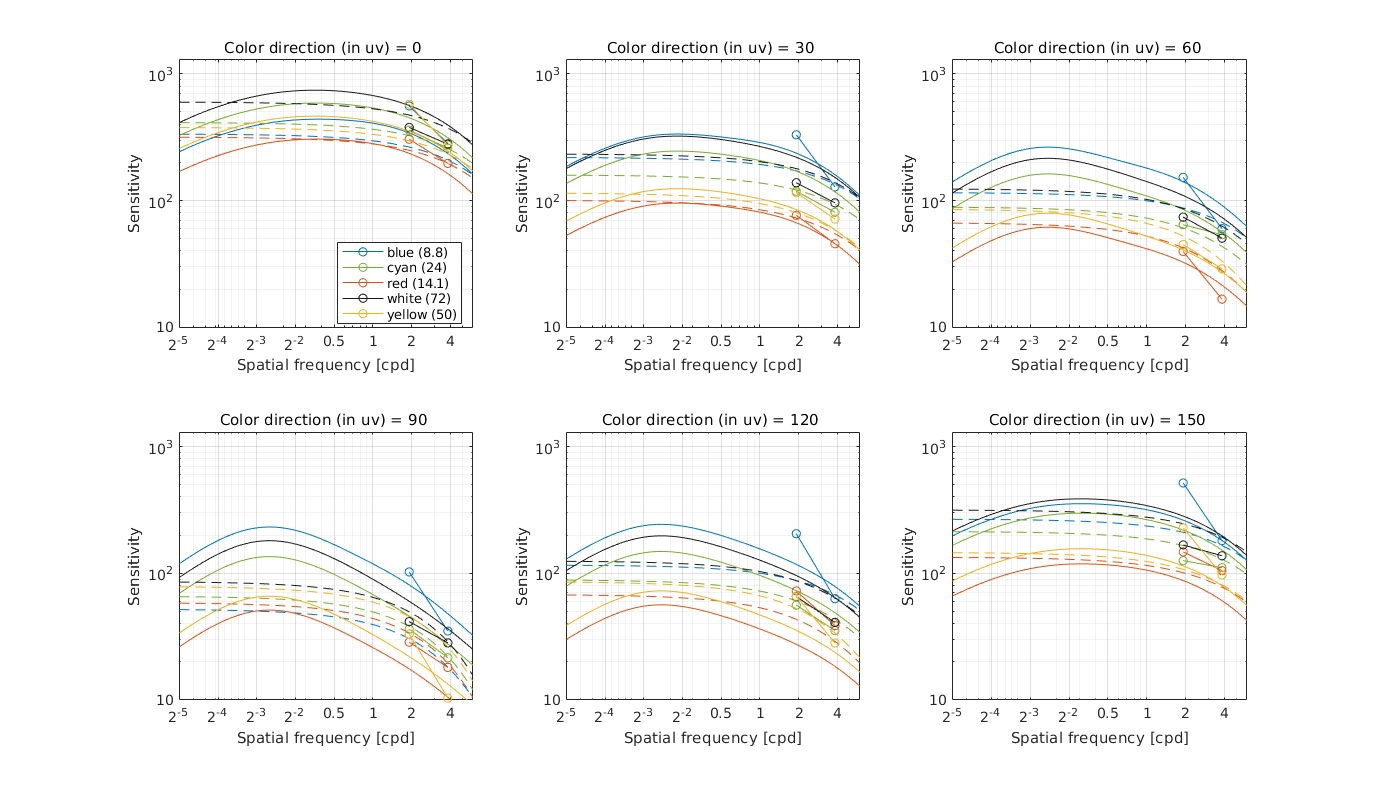 Color direction (in uv) = 0
10³
10²
10
Sensitivity
2⁻⁵ 2⁻⁴ 2⁻³ 2⁻² 0.5 1 2 4
Spatial frequency [cpd]
blue (8.8)
cyan (24)
red (14.1)
white (72)
yellow (50)
Color direction (in uv) = 30
10³
10²
10
Sensitivity
2⁻⁵ 2⁻⁴ 2⁻³ 2⁻² 0.5 1 2 4
Spatial frequency [cpd]
Color direction (in uv) = 60
10³
10²
10
Sensitivity
2⁻⁵ 2⁻⁴ 2⁻³ 2⁻² 0.5 1 2 4
Spatial frequency [cpd]
Color direction (in uv) = 90
10³
10²
10
Sensitivity
2⁻⁵ 2⁻⁴ 2⁻³ 2⁻² 0.5 1 2 4
Spatial frequency [cpd]
Color direction (in uv) = 120
10³
10²
10
Sensitivity
2⁻⁵ 2⁻⁴ 2⁻³ 2⁻² 0.5 1 2 4
Spatial frequency [cpd]
Color direction (in uv) = 150
10³
10²
10
Sensitivity
2⁻⁵ 2⁻⁴ 2⁻³ 2⁻² 0.5 1 2 4
Spatial frequency [cpd]